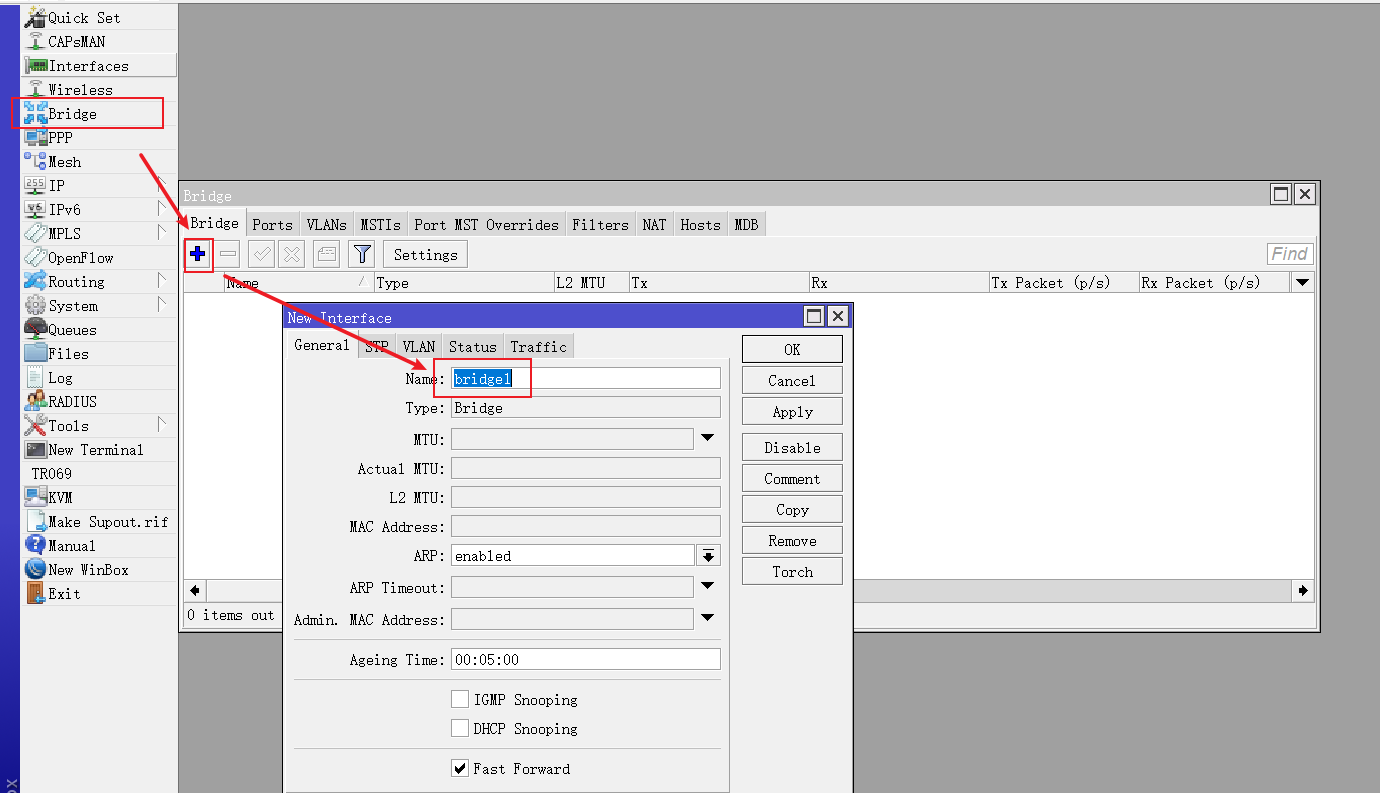 Quick Set
CAPsMAN
Interfaces
Wireless
Bridge
PPP
Mesh
255 IP
v6 IPv6
MPLS
OpenFlow
Routing
System
Queues
Files
Log
RADIUS
Tools
New Terminal
TR069
KVM
Make Supout.rif
Manual
New WinBox
Exit
Bridge
Bridge Ports VLANs MSTIs Port MST Overrides Filters NAT Hosts MDB
Settings Find
Name Type L2 MTU Tx Rx Tx Packet (p/s) Rx Packet (p/s)
0 items out
New Interface
General STP VLAN Status Traffic
Name: bridge1
Type: Bridge
MTU:
Actual MTU:
L2 MTU:
MAC Address:
ARP: enabled
ARP Timeout:
Admin. MAC Address:
Ageing Time: 00:05:00
IGMP Snooping
DHCP Snooping
Fast Forward
OK
Cancel
Apply
Disable
Comment
Copy
Remove
Torch